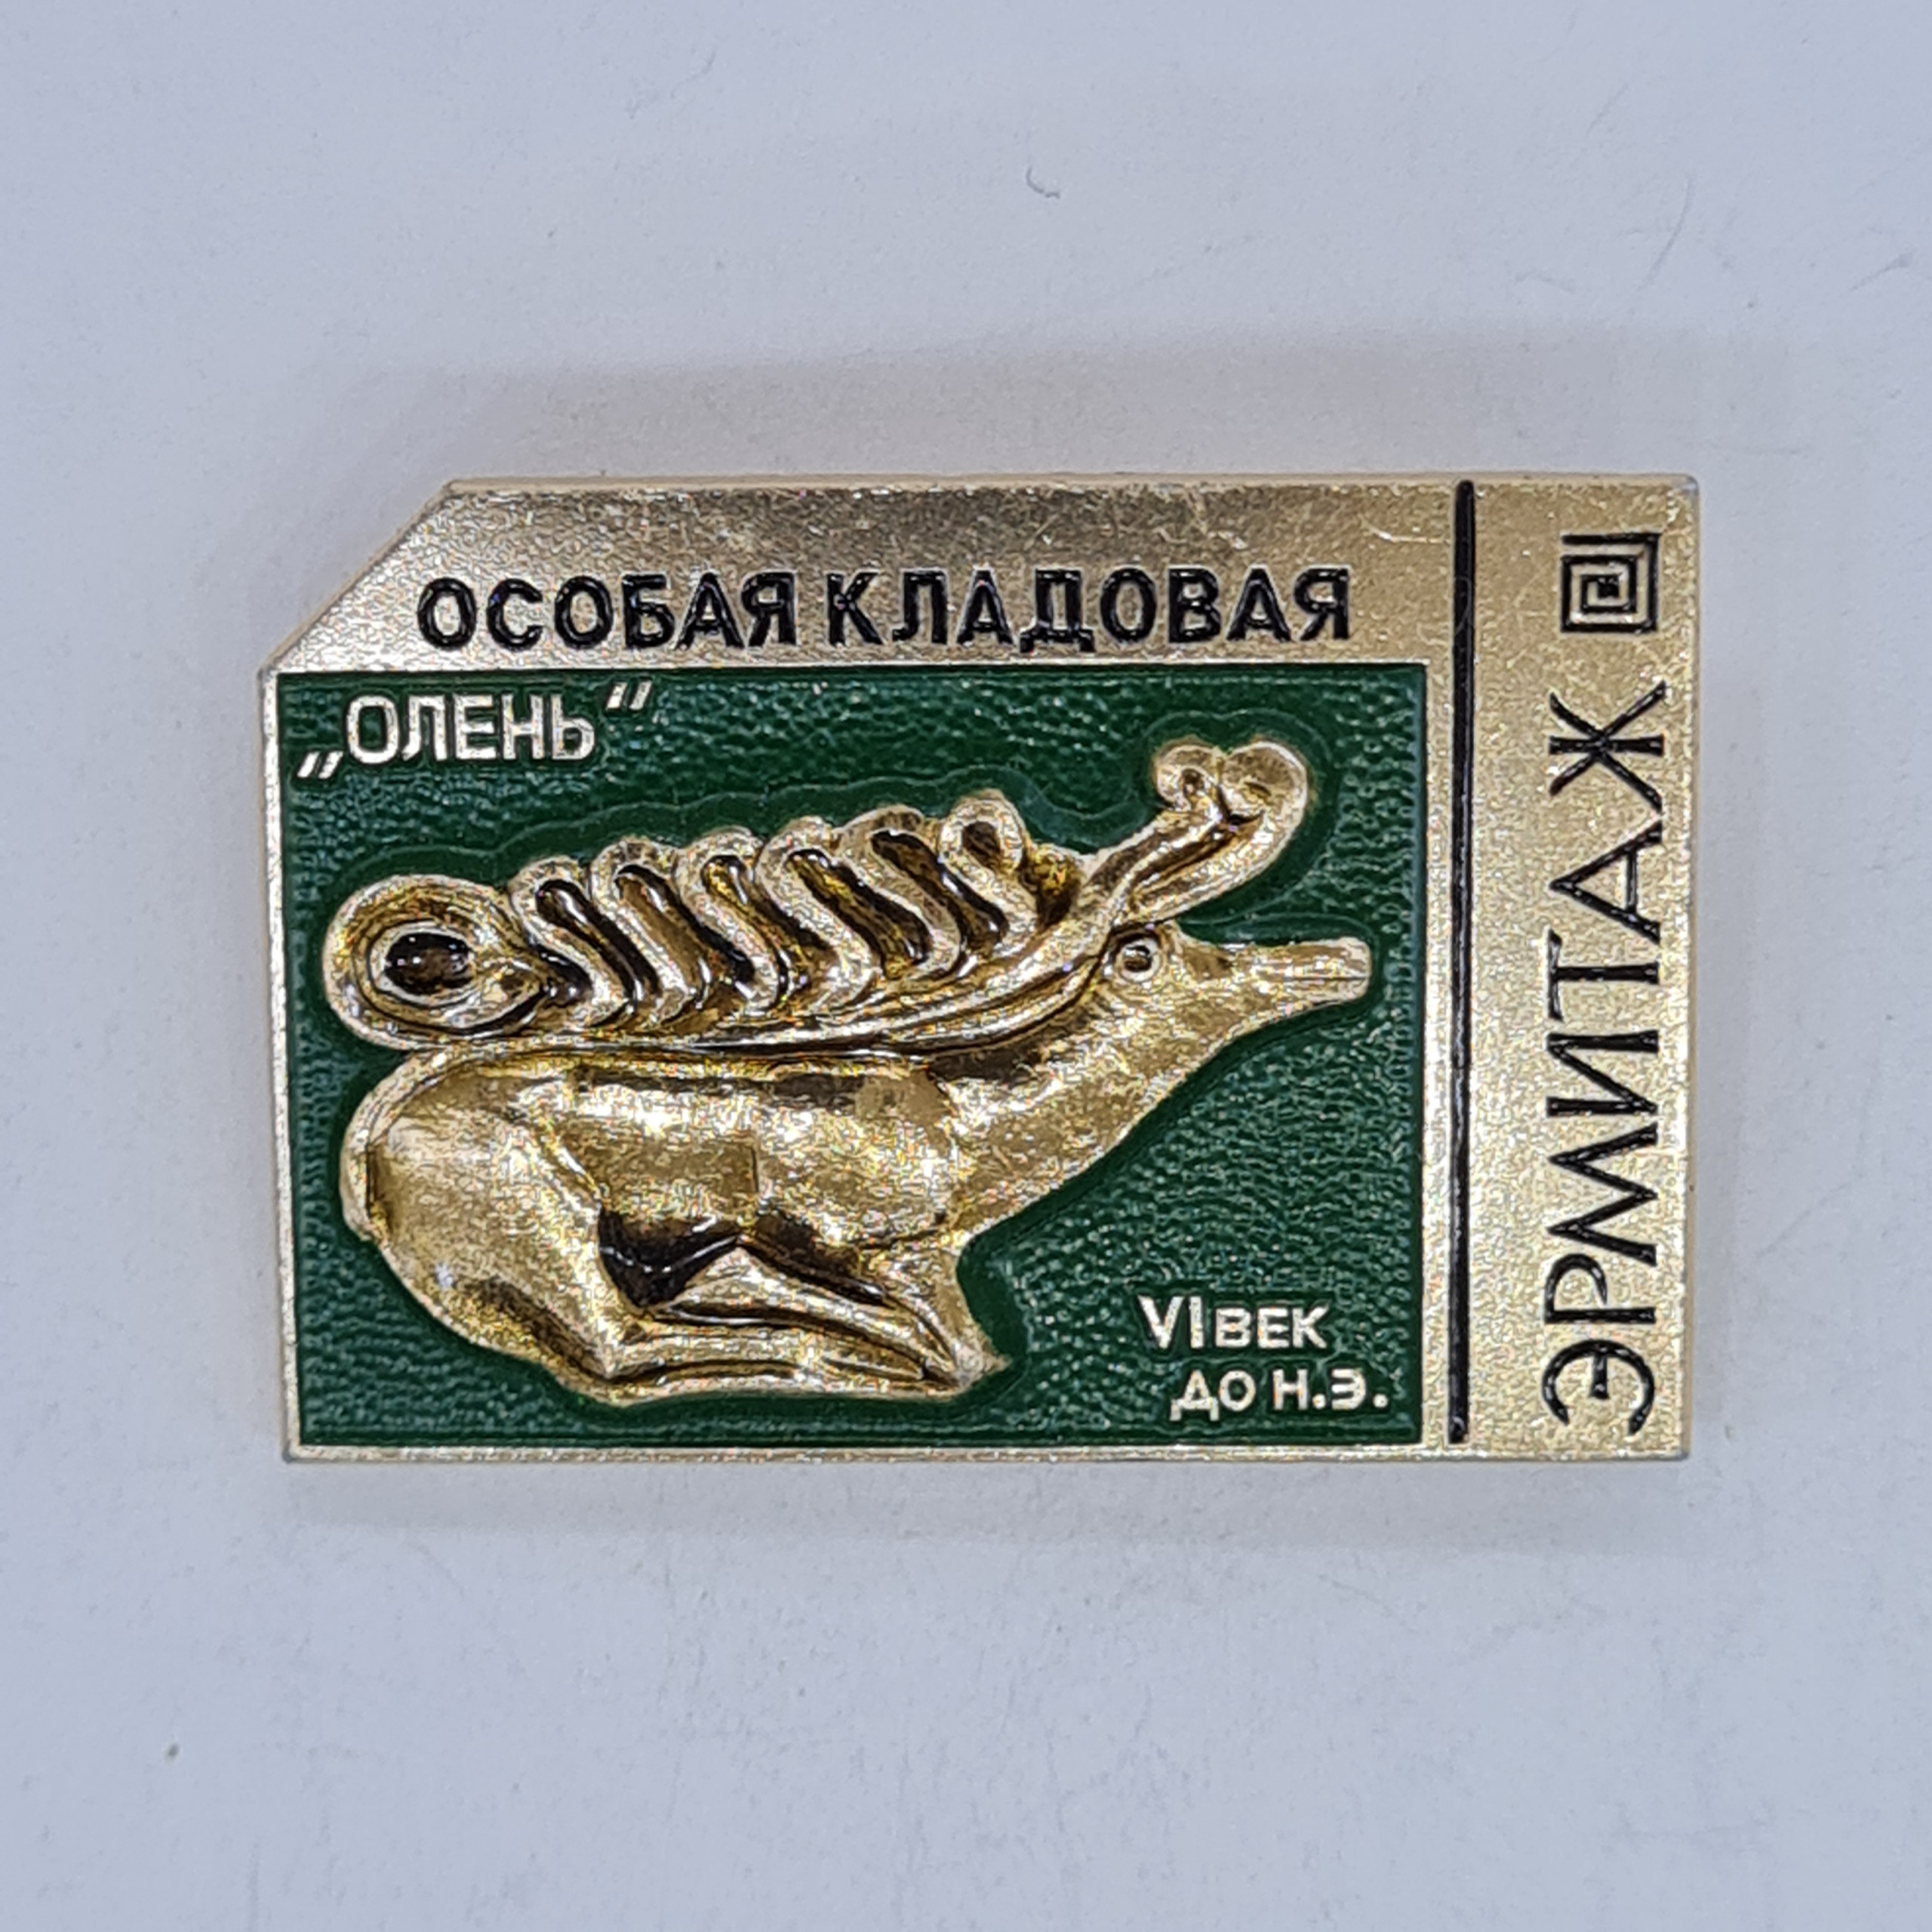 ОСОБАЯ КЛАДОВАЯ
„ОЛЕНЬ“
VI ВЕК
ДО Н.Э.
ЭРМИТАЖ